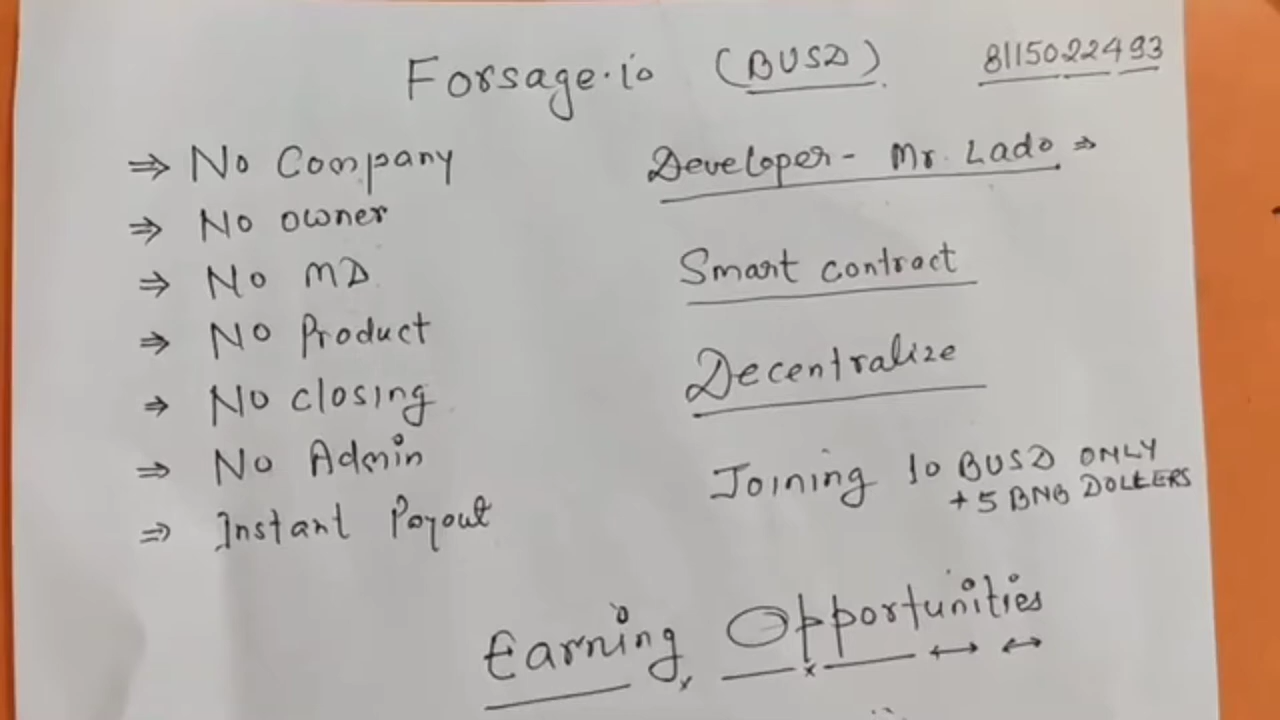 Forsage.io (BUSD) 8115022493
⇒ No Company
Developer - Mr. Lado ⇒
⇒ No owner
⇒ No MD
Smart contract
⇒ No Product
Decentralize
⇒ No closing
⇒ No Admin
Joining 10 BUSD ONLY
+ 5 BNB DOLLERS
⇒ Instant Payout
Earning Opportunities